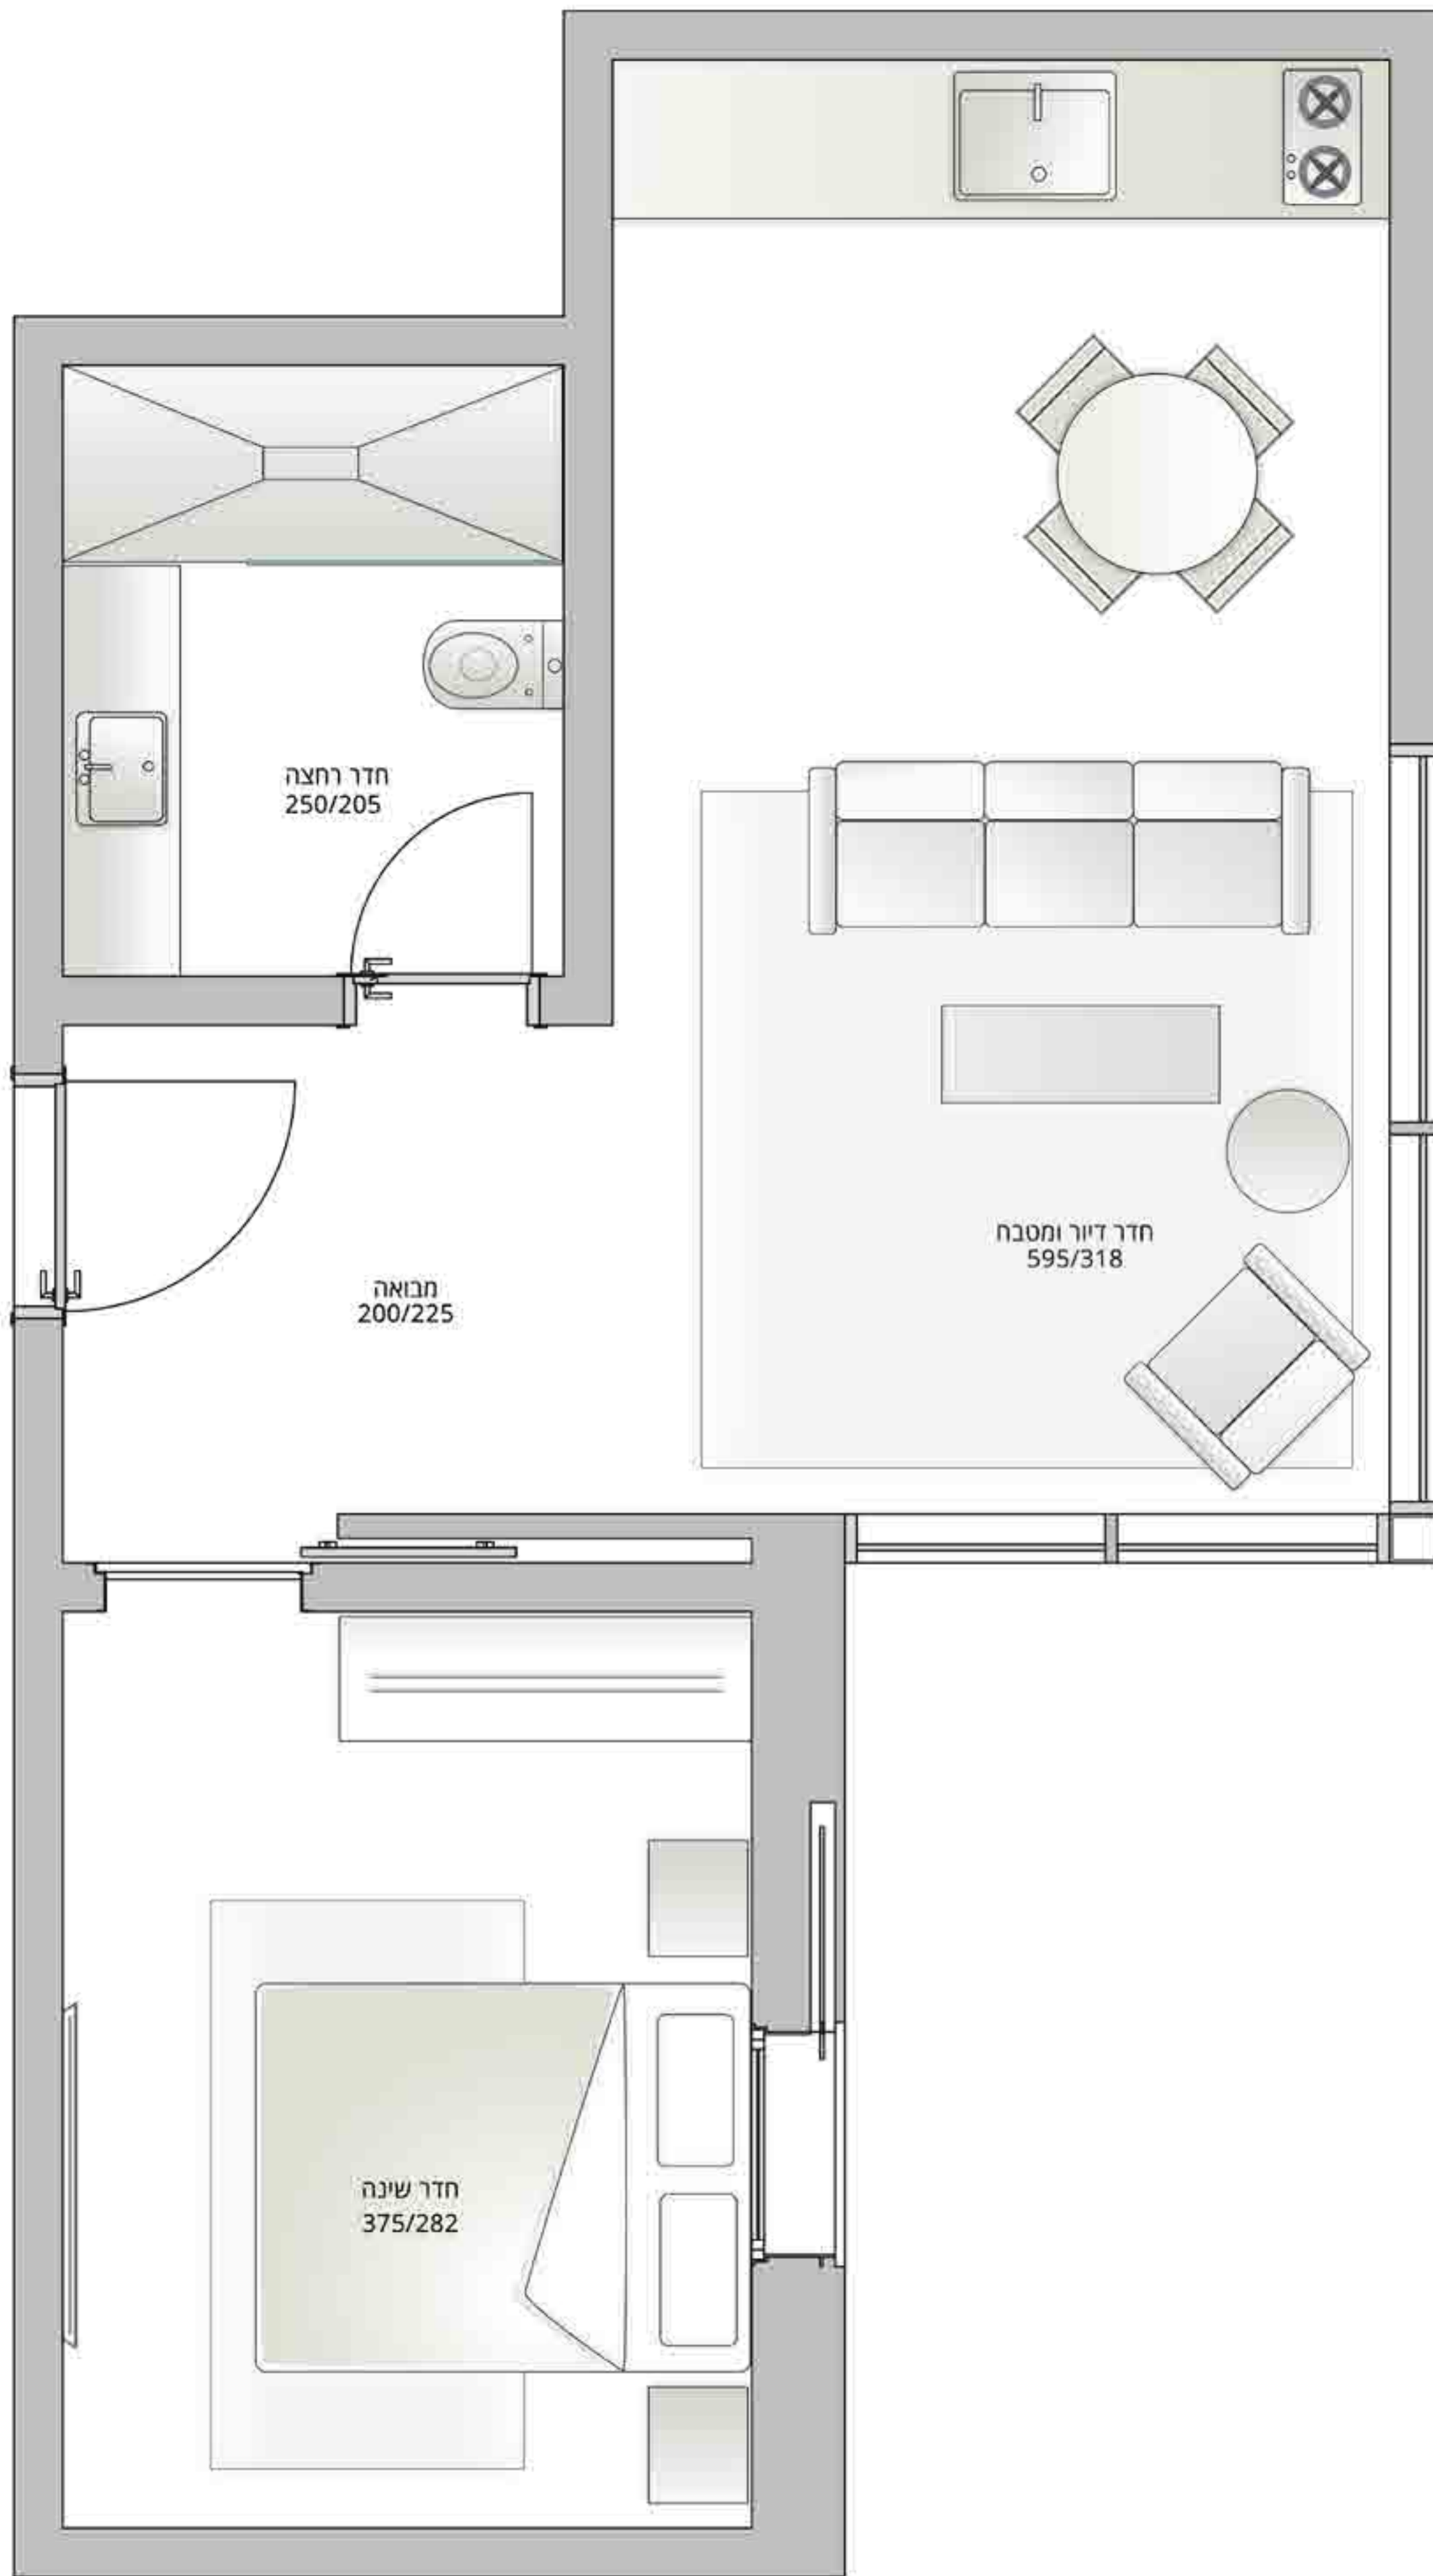 חדר רחצה
250/205
חדר דיור ומטבח
595/318
מבואה
200/225
חדר שינה
375/282